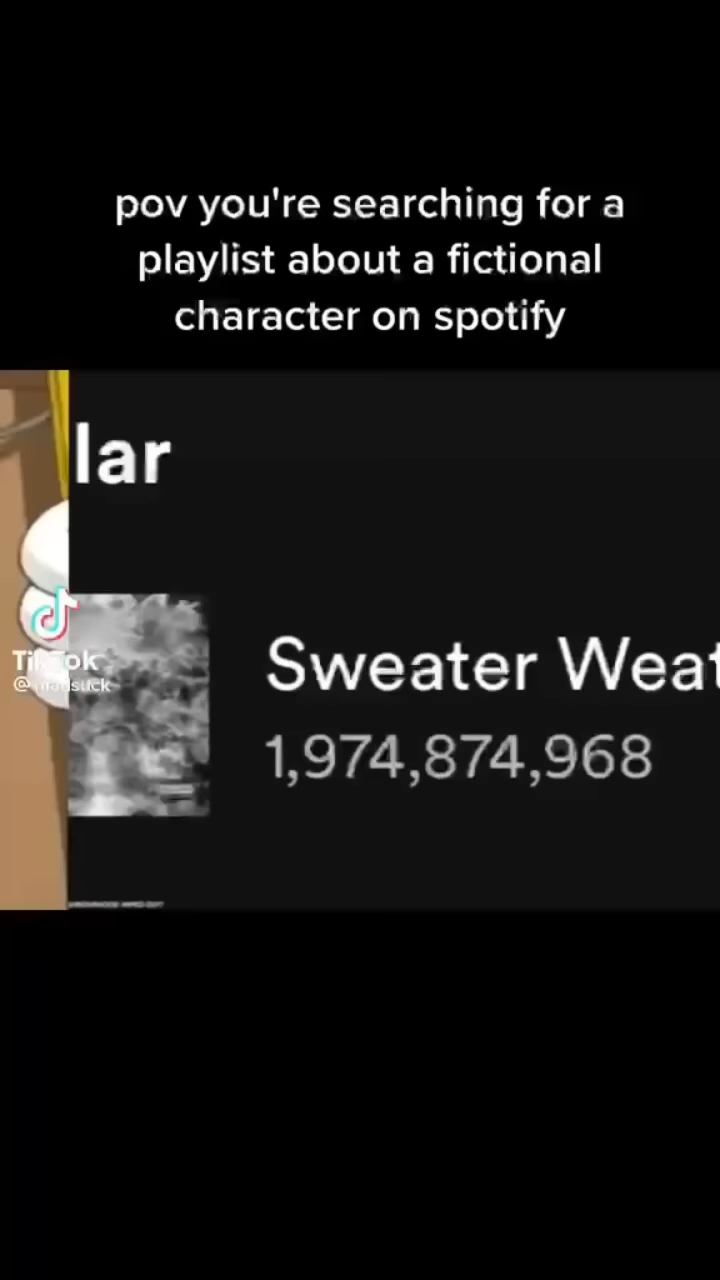 pov you're searching for a
playlist about a fictional
character on spotify
lar
Sweater Weat
1,974,874,968
TikTok